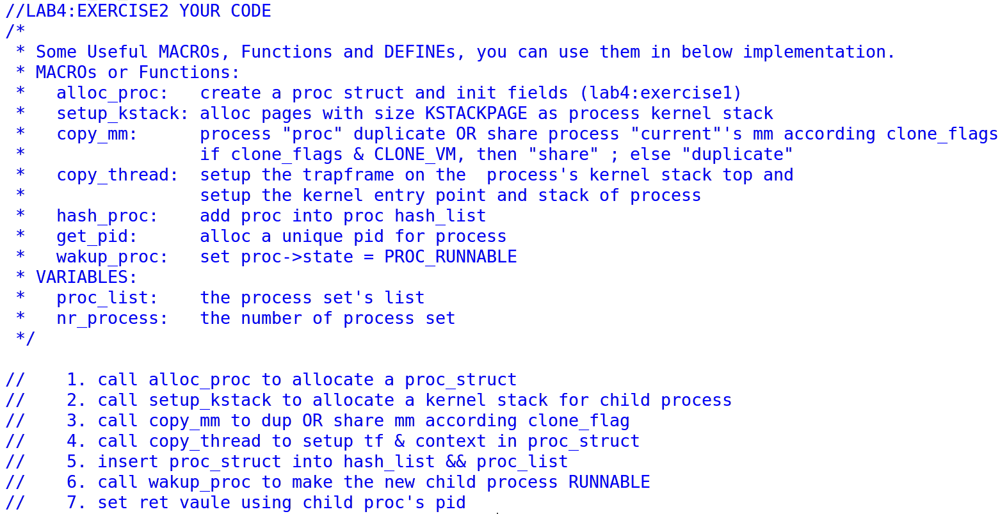 //LAB4:EXERCISE2 YOUR CODE
/*
 * Some Useful MACROs, Functions and DEFINEs, you can use them in below implementation.
 * MACROs or Functions:
 *   alloc_proc:   create a proc struct and init fields (lab4:exercise1)
 *   setup_kstack: alloc pages with size KSTACKPAGE as process kernel stack
 *   copy_mm:      process "proc" duplicate OR share process "current"'s mm according clone_flags
 *                 if clone_flags & CLONE_VM, then "share" ; else "duplicate"
 *   copy_thread:  setup the trapframe on the  process's kernel stack top and
 *                 setup the kernel entry point and stack of process
 *   hash_proc:    add proc into proc hash_list
 *   get_pid:      alloc a unique pid for process
 *   wakup_proc:   set proc->state = PROC_RUNNABLE
 * VARIABLES:
 *   proc_list:    the process set's list
 *   nr_process:   the number of process set
 */
//    1. call alloc_proc to allocate a proc_struct
//    2. call setup_kstack to allocate a kernel stack for child process
//    3. call copy_mm to dup OR share mm according clone_flag
//    4. call copy_thread to setup tf & context in proc_struct
//    5. insert proc_struct into hash_list && proc_list
//    6. call wakup_proc to make the new child process RUNNABLE
//    7. set ret vaule using child proc's pid